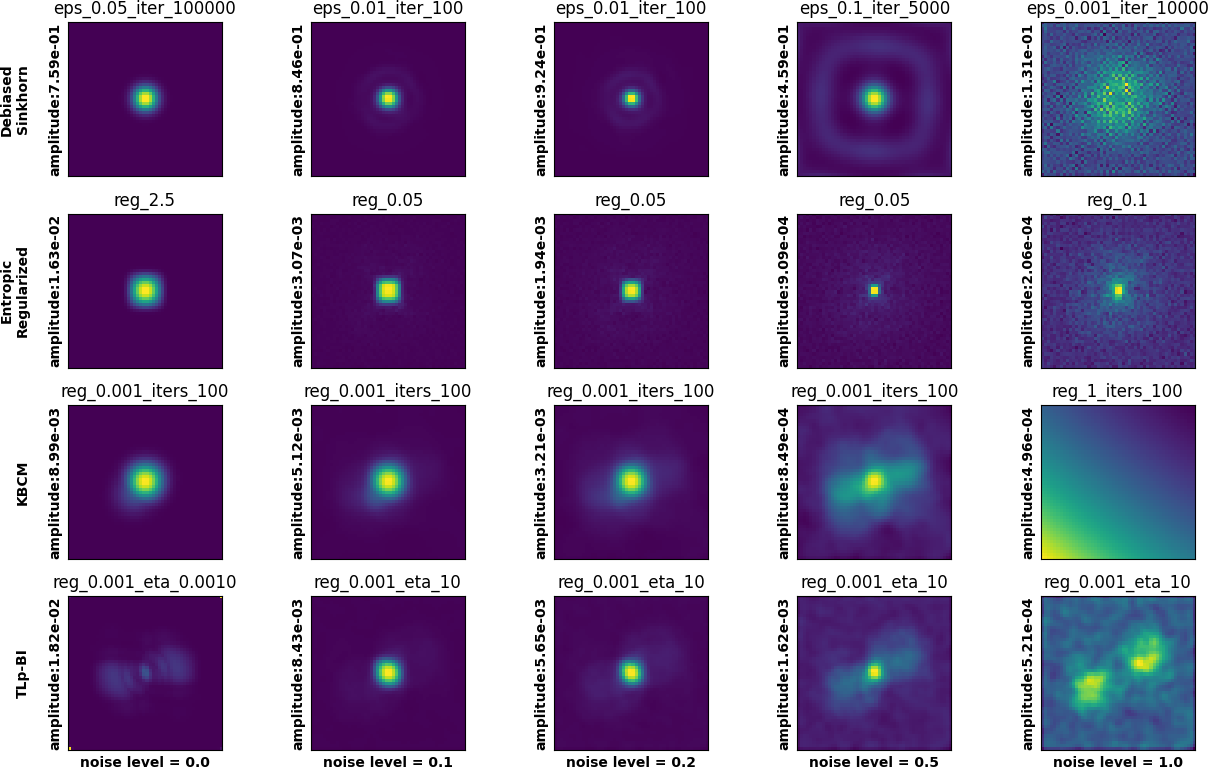 eps_0.05_iter_100000
eps_0.01_iter_100
eps_0.01_iter_100
eps_0.1_iter_5000
eps_0.001_iter_10000
Debiased
Sinkhorn
amplitude:7.59e-01
amplitude:8.46e-01
amplitude:9.24e-01
amplitude:4.59e-01
amplitude:1.31e-01
reg_2.5
reg_0.05
reg_0.05
reg_0.05
reg_0.1
Entropic
Regularized
amplitude:1.63e-02
amplitude:3.07e-03
amplitude:1.94e-03
amplitude:9.09e-04
amplitude:2.06e-04
reg_0.001_iters_100
reg_0.001_iters_100
reg_0.001_iters_100
reg_0.001_iters_100
reg_1_iters_100
KBCM
amplitude:8.99e-03
amplitude:5.12e-03
amplitude:3.21e-03
amplitude:8.49e-04
amplitude:4.96e-04
reg_0.001_eta_0.0010
reg_0.001_eta_10
reg_0.001_eta_10
reg_0.001_eta_10
reg_0.001_eta_10
TLp-BI
amplitude:1.82e-02
amplitude:8.43e-03
amplitude:5.65e-03
amplitude:1.62e-03
amplitude:5.21e-04
noise level = 0.0
noise level = 0.1
noise level = 0.2
noise level = 0.5
noise level = 1.0